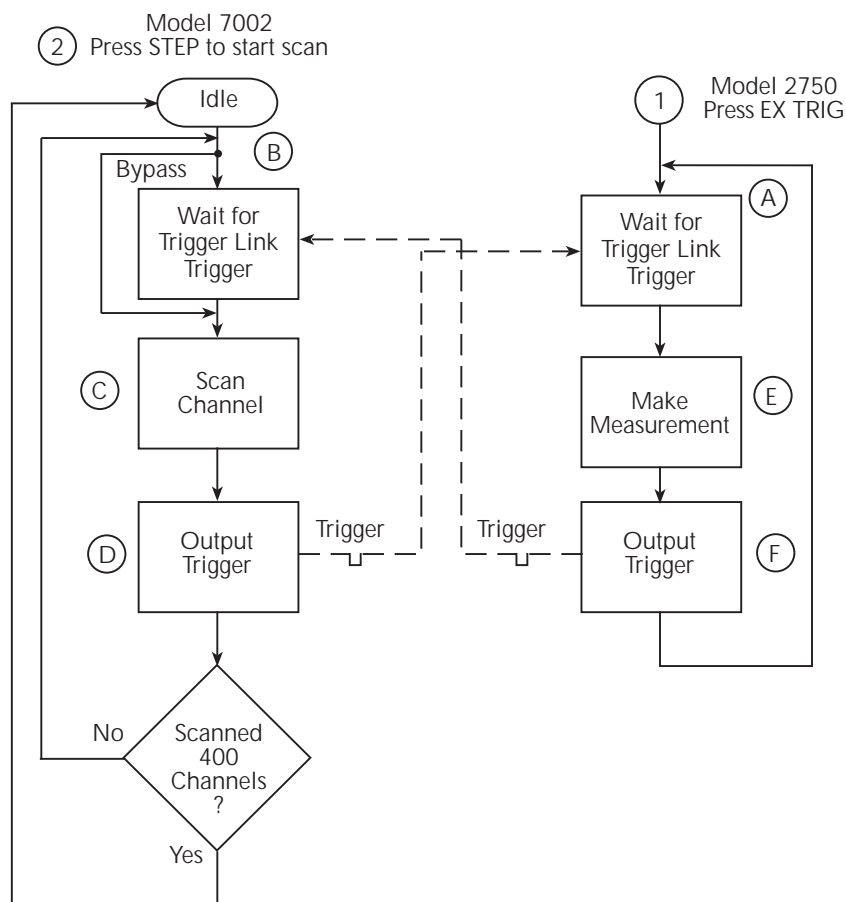 Model 7002
2 Press STEP to start scan
Idle
B
Bypass
Wait for
Trigger Link
Trigger
C
Scan
Channel
D
Output
Trigger
Trigger
No
Scanned
400
Channels
?
Yes
1
Model 2750
Press EX TRIG
A
Wait for
Trigger Link
Trigger
Make
Measurement
E
Trigger
Output
Trigger
F